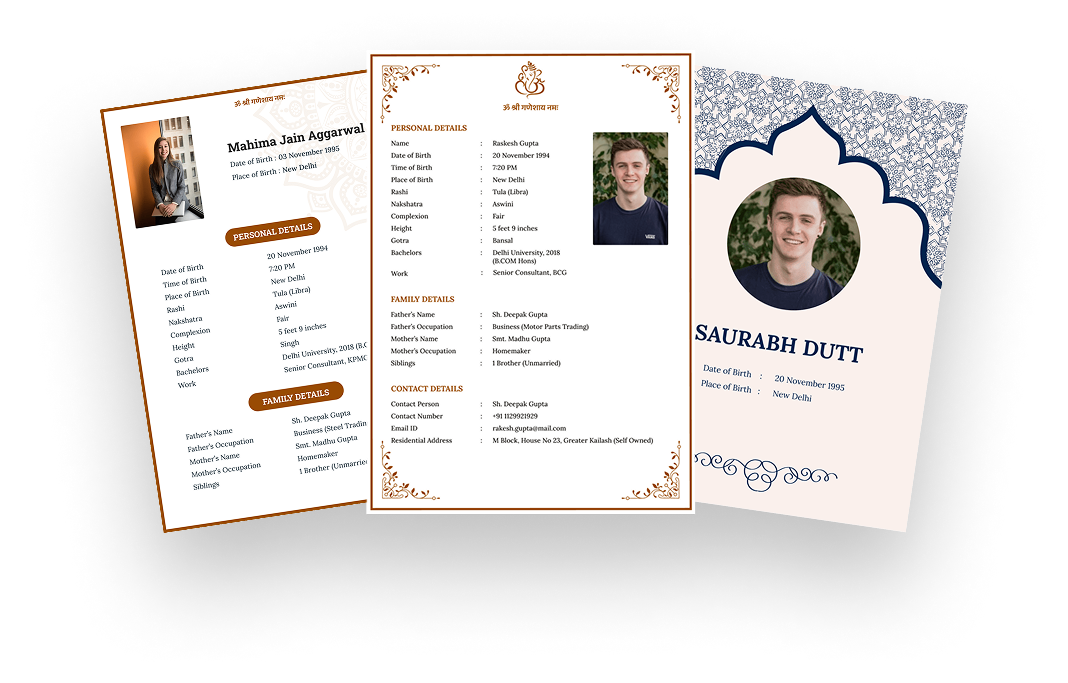 ॐ श्री गणेशाय नमः
Mahima Jain Aggarwal
Date of Birth : 03 November 1995
Place of Birth : New Delhi
PERSONAL DETAILS
Date of Birth 20 November 1994
Time of Birth 7:20 PM
Place of Birth New Delhi
Rashi Tula (Libra)
Nakshatra Aswini
Complexion Fair
Height 5 feet 9 inches
Gotra Singh
Bachelors Delhi University, 2018 (B.C
Work Senior Consultant, KPMG
FAMILY DETAILS
Father's Name Sh. Deepak Gupta
Father's Occupation Business (Steel Tradin
Mother's Name Smt. Madhu Gupta
Mother's Occupation Homemaker
Siblings 1 Brother (Unmarrie
ॐ श्री गणेशाय नमः
PERSONAL DETAILS
Name : Raskesh Gupta
Date of Birth : 20 November 1994
Time of Birth : 7:20 PM
Place of Birth : New Delhi
Rashi : Tula (Libra)
Nakshatra : Aswini
Complexion : Fair
Height : 5 feet 9 inches
Gotra : Bansal
Bachelors : Delhi University, 2018
(B.COM Hons)
Work : Senior Consultant, BCG
FAMILY DETAILS
Father's Name : Sh. Deepak Gupta
Father's Occupation : Business (Motor Parts Trading)
Mother's Name : Smt. Madhu Gupta
Mother's Occupation : Homemaker
Siblings : 1 Brother (Unmarried)
CONTACT DETAILS
Contact Person : Sh. Deepak Gupta
Contact Number : +91 1129921929
Email ID : rakesh.gupta@mail.com
Residential Address : M Block, House No 23, Greater Kailash (Self Owned)
SAURABH DUTT
Date of Birth : 20 November 1995
Place of Birth : New Delhi